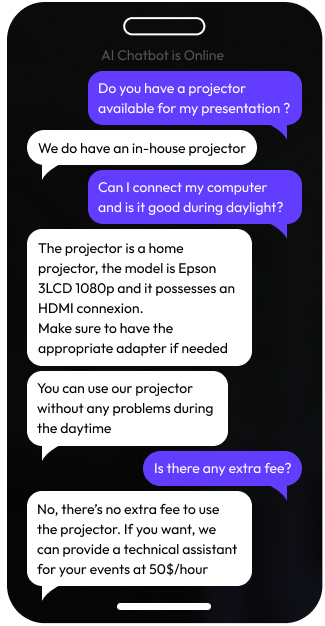 AI Chatbot is Online
Do you have a projector
available for my presentation ?
We do have an in-house projector
Can I connect my computer
and is it good during daylight?
The projector is a home
projector, the model is Epson
3LCD 1080p and it possesses an
HDMI connexion.
Make sure to have the
appropriate adapter if needed
You can use our projector
without any problems during
the daytime
Is there any extra fee?
No, there's no extra fee to use
the projector. If you want, we
can provide a technical assistant
for your events at 50$/hour